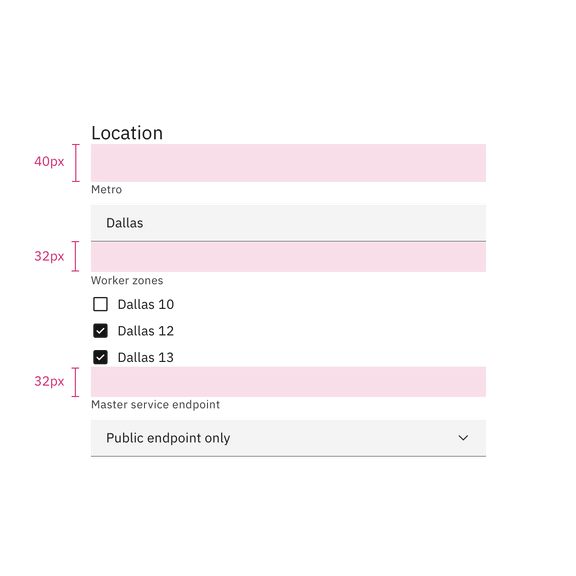 Location
40px
Metro
Dallas
32px
Worker zones
Dallas 10
Dallas 12
Dallas 13
32px
Master service endpoint
Public endpoint only